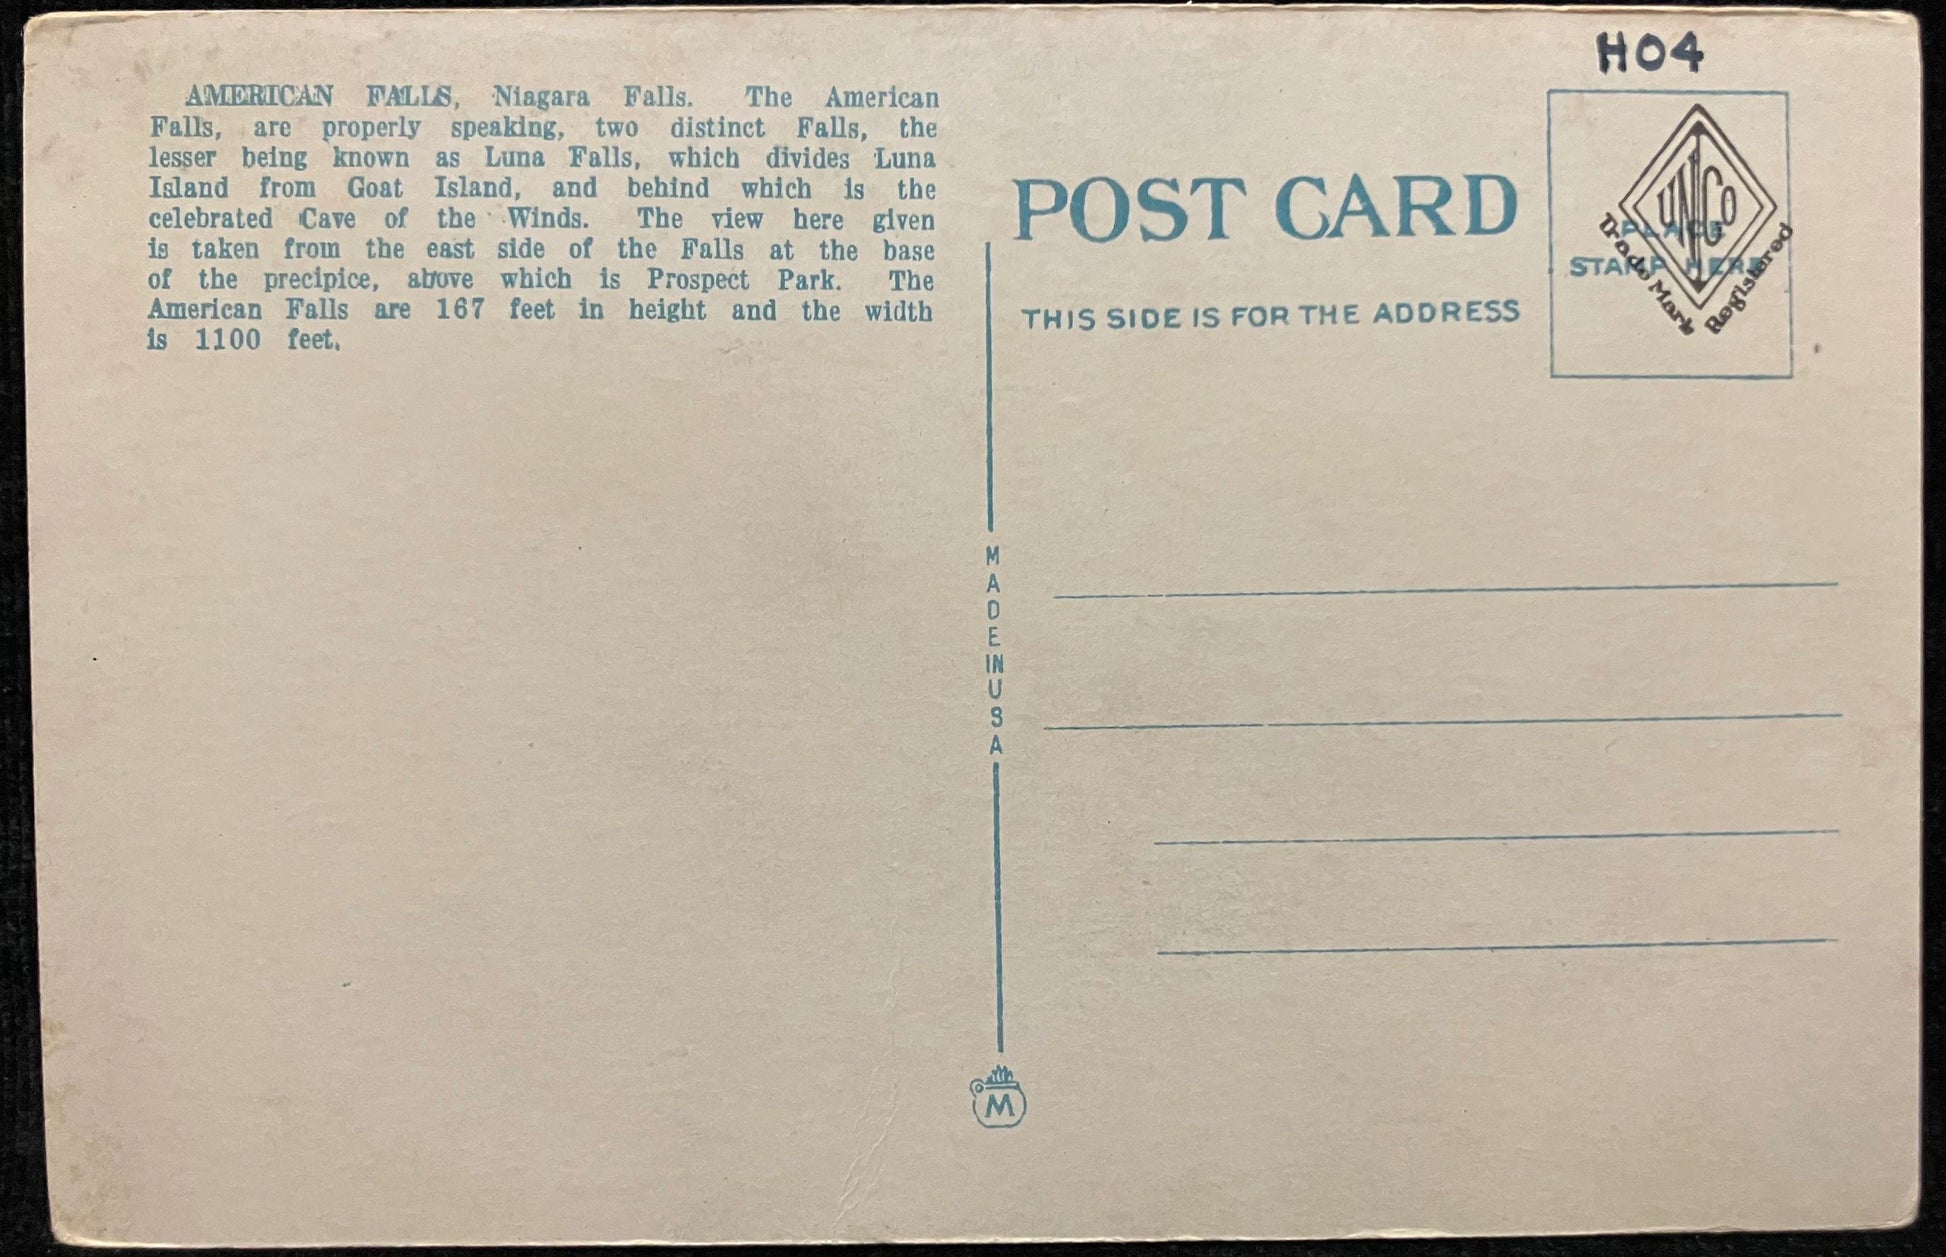 AMERICAN FALLS, Niagara Falls. The American
Falls, are properly speaking, two distinct Falls, the
lesser being known as Luna Falls, which divides Luna
Island from Goat Island, and behind which is the
celebrated Cave of the Winds. The view here given
is taken from the east side of the Falls at the base
of the precipice, above which is Prospect Park. The
American Falls are 167 feet in height and the width
is 1100 feet.
MADE IN USA
M
H04
POST CARD
THIS SIDE IS FOR THE ADDRESS
PLACE
STAMP HERE
UNCo
Trade Mark Registered